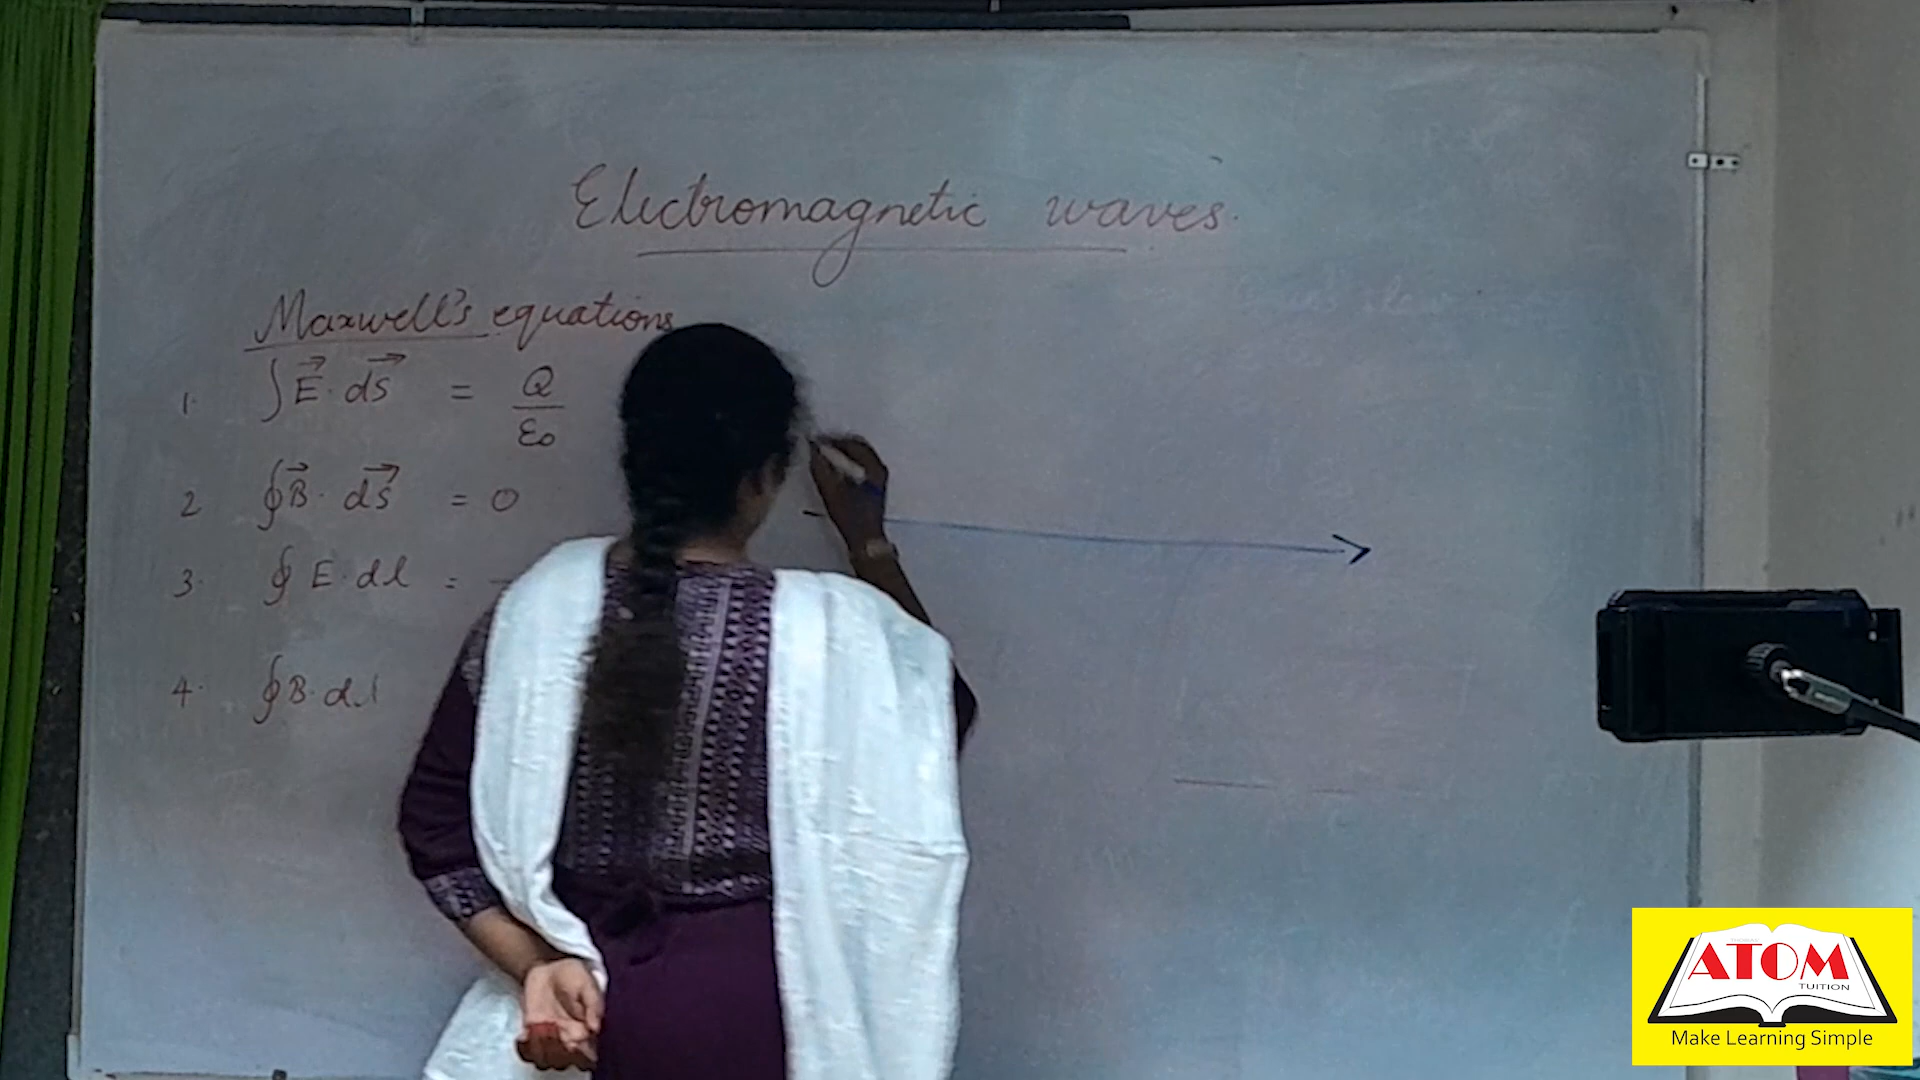 Electromagnetic waves.
Maxwell's equations
1. ∫ E⃗ · dS⃗ = Q/ε₀
2 ∮ B⃗ · dS⃗ = 0
3. ∮ E · dl = -
4. ∮ B · dl
ATOM
TUITION
Make Learning Simple